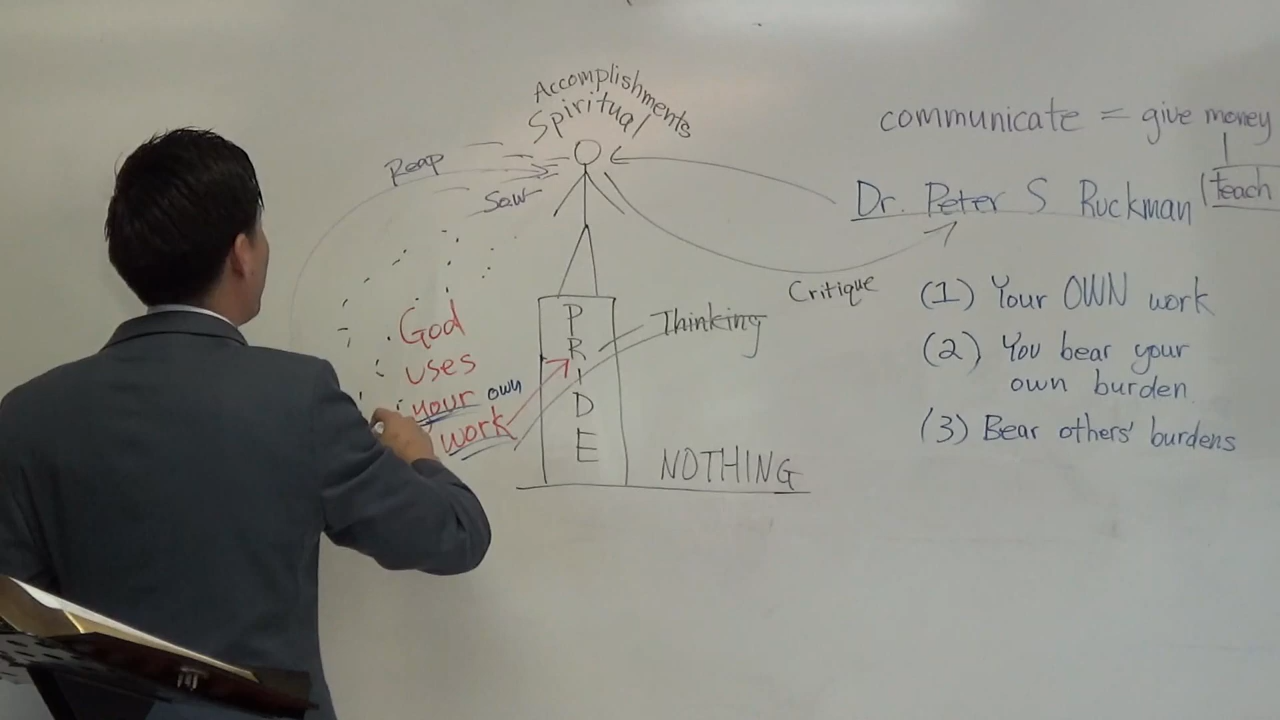 Accomplishments
Spiritual
Reap
Saw
communicate = give money
teach
Dr. Peter S Ruckman
Critique
God
uses
your own
work
PRIDE
Thinking
NOTHING
(1) Your OWN work
(2) You bear your
own burden.
(3) Bear others' burdens